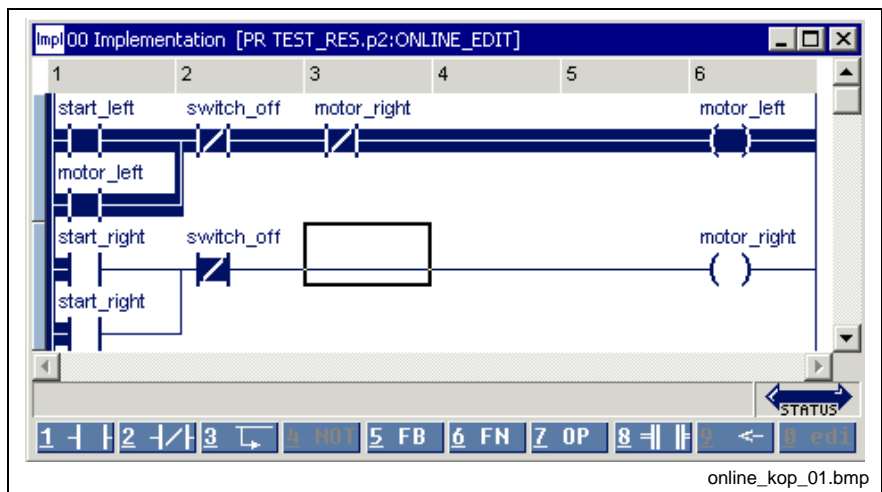 Impl 00 Implementation [PR TEST_RES.p2:ONLINE_EDIT]
1 2 3 4 5 6
start_left switch_off motor_right motor_left
motor_left
start_right switch_off motor_right
start_right
STATUS
1 2 3 4 NOT 5 FB 6 FN 7 OP 8 9 <- 0 edi
online_kop_01.bmp